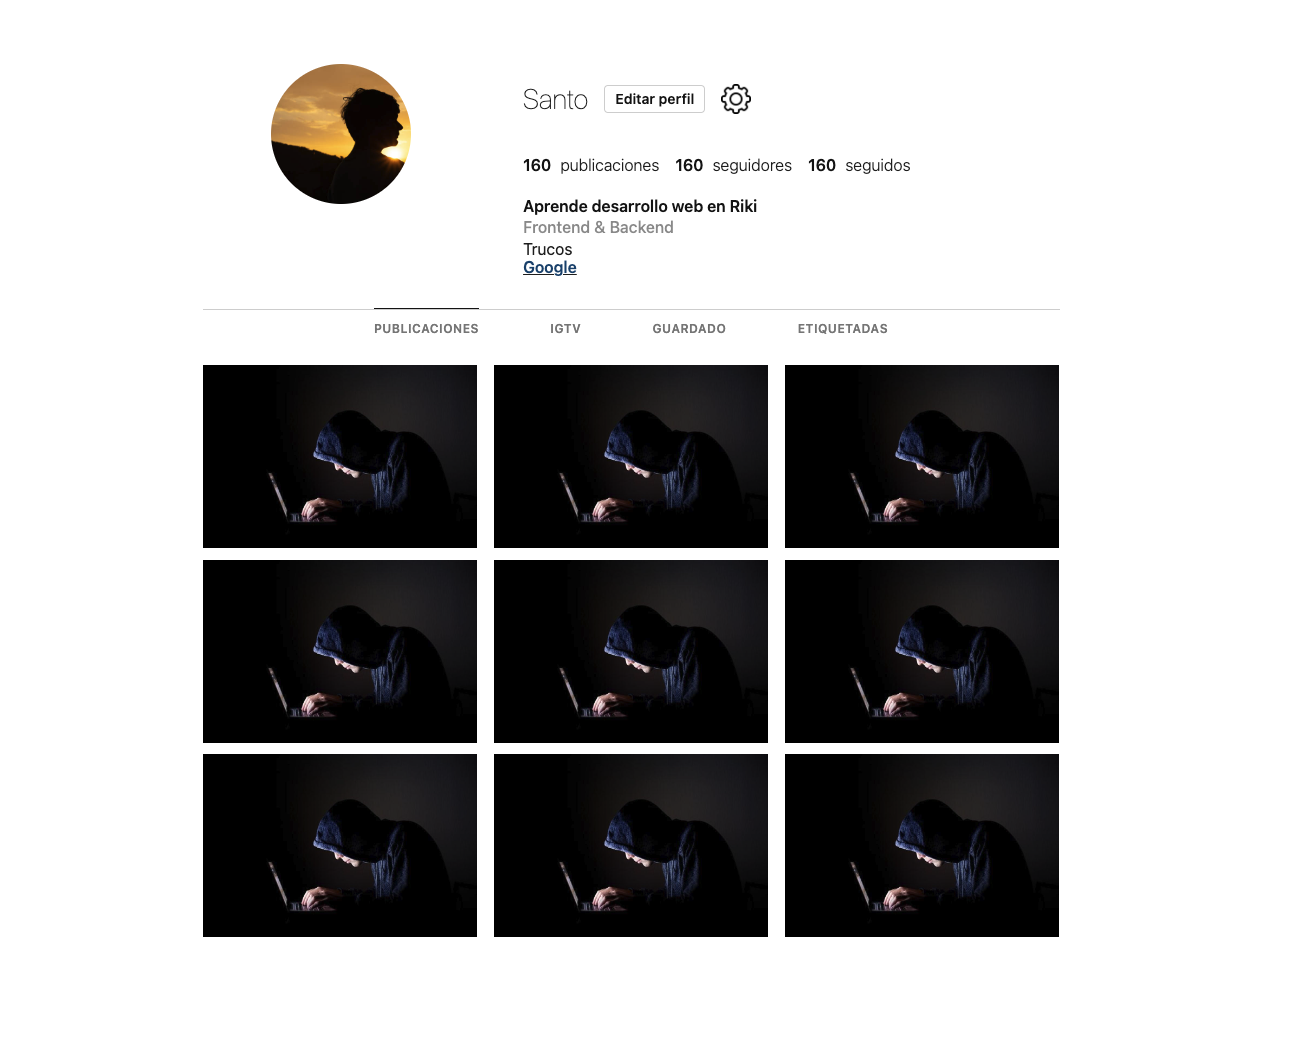 Santo Editar perfil
160 publicaciones 160 seguidores 160 seguidos
Aprende desarrollo web en Riki
Frontend & Backend
Trucos
Google
PUBLICACIONES IGTV GUARDADO ETIQUETADAS